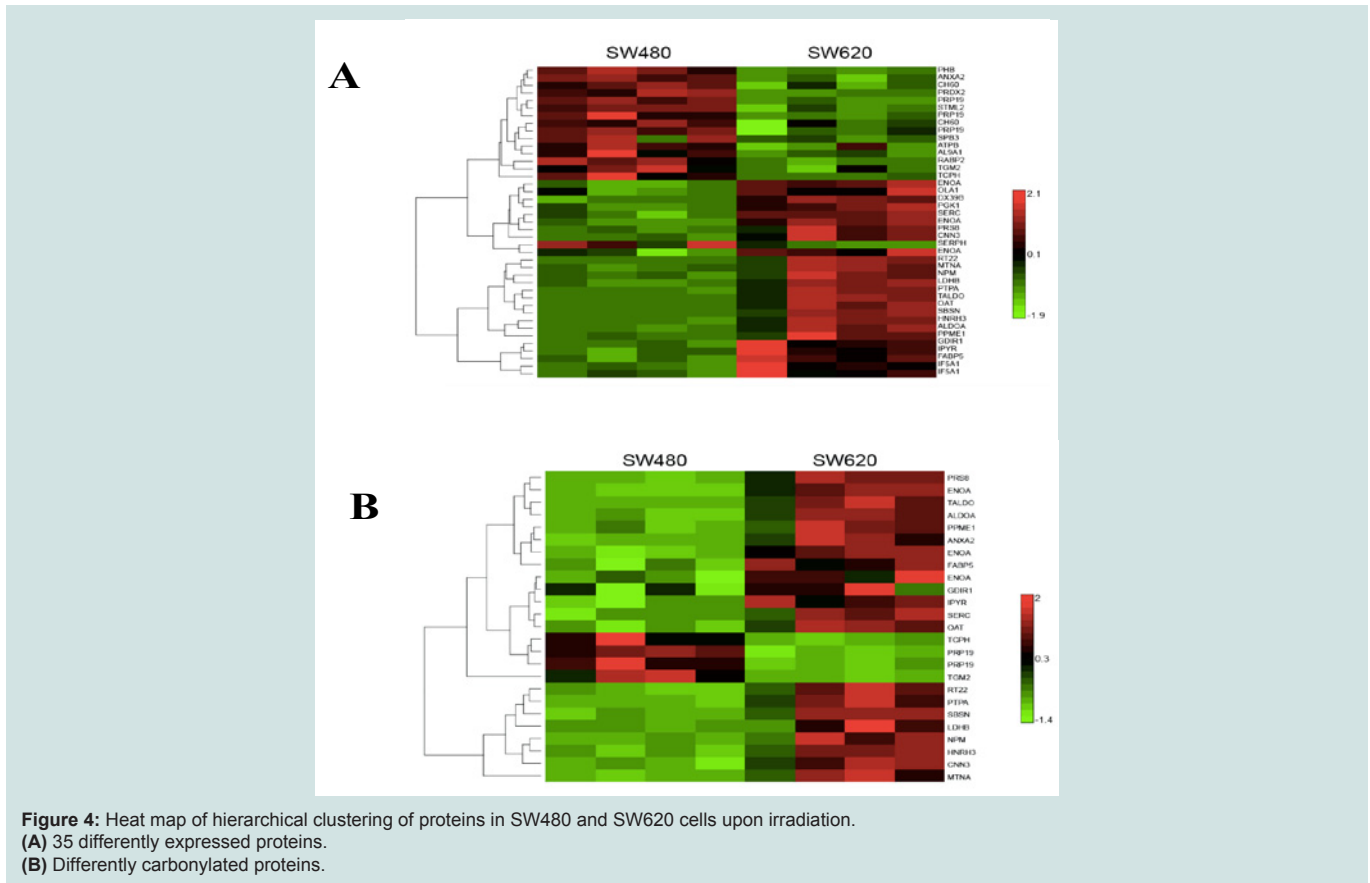 A
SW480 SW620
PHB
ANXA2
CH60
PRDX2
PRP19
STML2
PRP19
CH60
PRP19
SPB3
ATPB
AL9A1
RABP2
TGM2
TCPH
ENOA
DLA1
DX39B
PGK1
SERC
ENOA
PRS8
CNN3
SERPH
ENOA
RT22
MTNA
NPM
LDHB
PTPA
TALDO
OAT
SBSN
HNRH3
ALDOA
PPME1
GDIR1
IPYR
FABP5
IF5A1
IF5A1
2.1
0.1
-1.9
B
SW480 SW620
PRS8
ENOA
TALDO
ALDOA
PPME1
ANXA2
ENOA
FABP5
ENOA
GDIR1
IPYR
SERC
OAT
TCPH
PRP19
PRP19
TGM2
RT22
PTPA
SBSN
LDHB
NPM
HNRH3
CNN3
MTNA
2
0.3
-1.4
Figure 4: Heat map of hierarchical clustering of proteins in SW480 and SW620 cells upon irradiation.
(A) 35 differently expressed proteins.
(B) Differently carbonylated proteins.